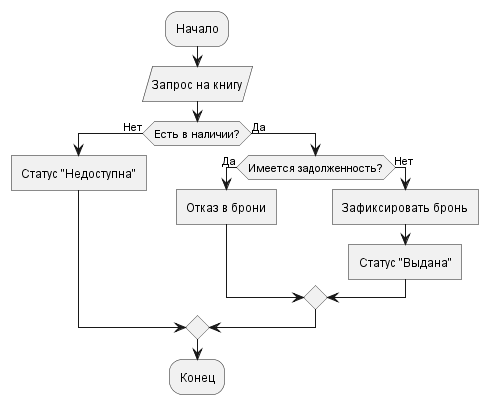 Начало
Запрос на книгу
Нет
Есть в наличии?
Да
Статус "Недоступна"
Да
Имеется задолженность?
Нет
Отказ в брони
Зафиксировать бронь
Статус "Выдана"
Конец